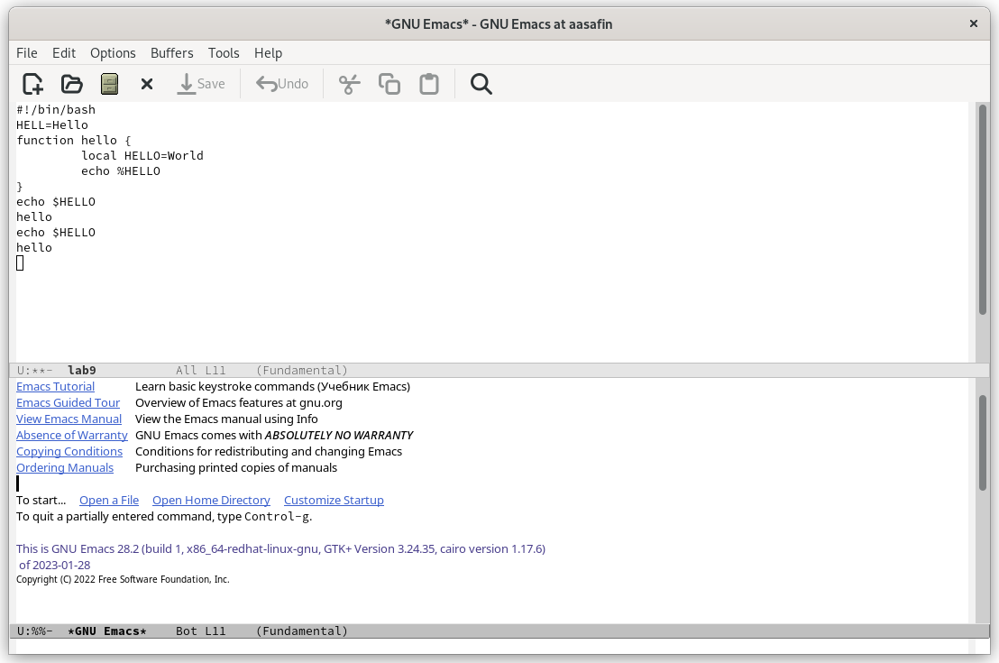 *GNU Emacs* - GNU Emacs at aasafin
File Edit Options Buffers Tools Help
Save Undo
#!/bin/bash
HELL=Hello
function hello {
local HELLO=World
echo %HELLO
}
echo $HELLO
hello
echo $HELLO
hello
U:**- lab9 All L11 (Fundamental)
Emacs Tutorial Learn basic keystroke commands (Учебник Emacs)
Emacs Guided Tour Overview of Emacs features at gnu.org
View Emacs Manual View the Emacs manual using Info
Absence of Warranty GNU Emacs comes with ABSOLUTELY NO WARRANTY
Copying Conditions Conditions for redistributing and changing Emacs
Ordering Manuals Purchasing printed copies of manuals
To start... Open a File Open Home Directory Customize Startup
To quit a partially entered command, type Control-g.
This is GNU Emacs 28.2 (build 1, x86_64-redhat-linux-gnu, GTK+ Version 3.24.35, cairo version 1.17.6)
of 2023-01-28
Copyright (C) 2022 Free Software Foundation, Inc.
U:%%- *GNU Emacs* Bot L11 (Fundamental)